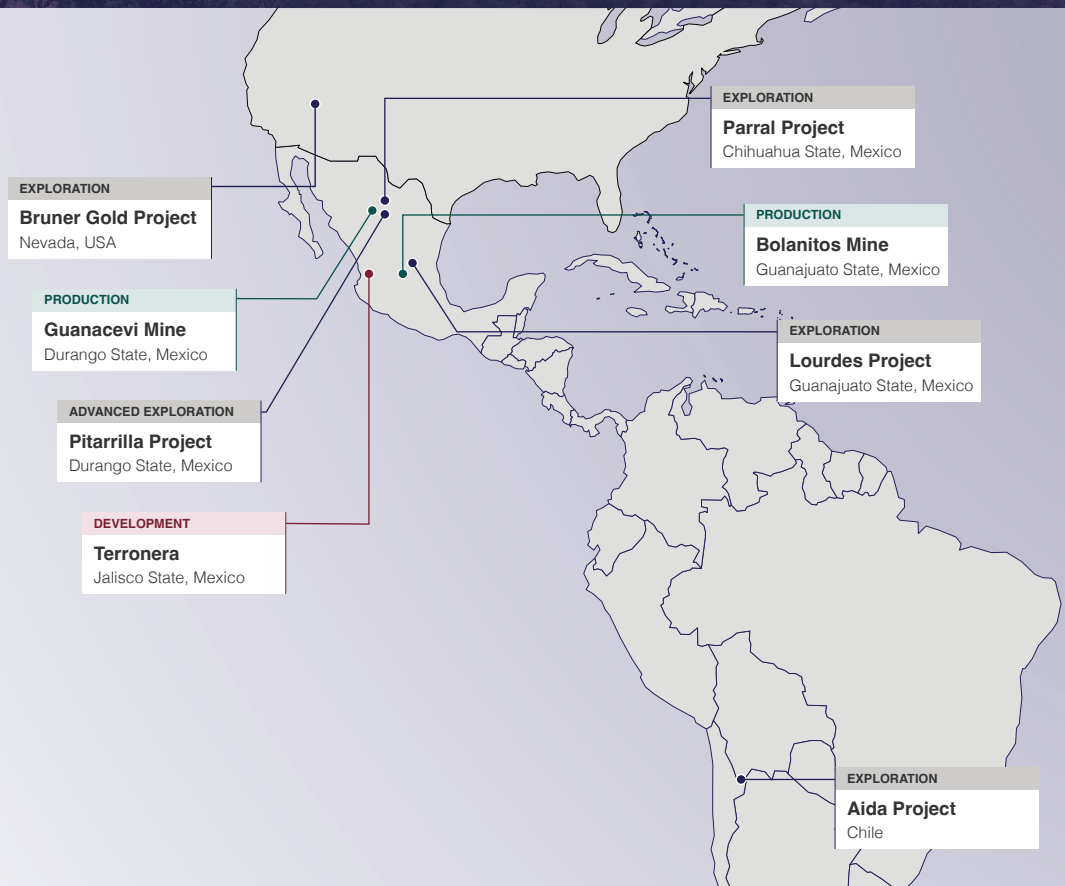 EXPLORATION
Parral Project
Chihuahua State, Mexico
EXPLORATION
Bruner Gold Project
Nevada, USA
PRODUCTION
Bolanitos Mine
Guanajuato State, Mexico
PRODUCTION
Guanacevi Mine
Durango State, Mexico
EXPLORATION
Lourdes Project
Guanajuato State, Mexico
ADVANCED EXPLORATION
Pitarrilla Project
Durango State, Mexico
DEVELOPMENT
Terronera
Jalisco State, Mexico
EXPLORATION
Aida Project
Chile